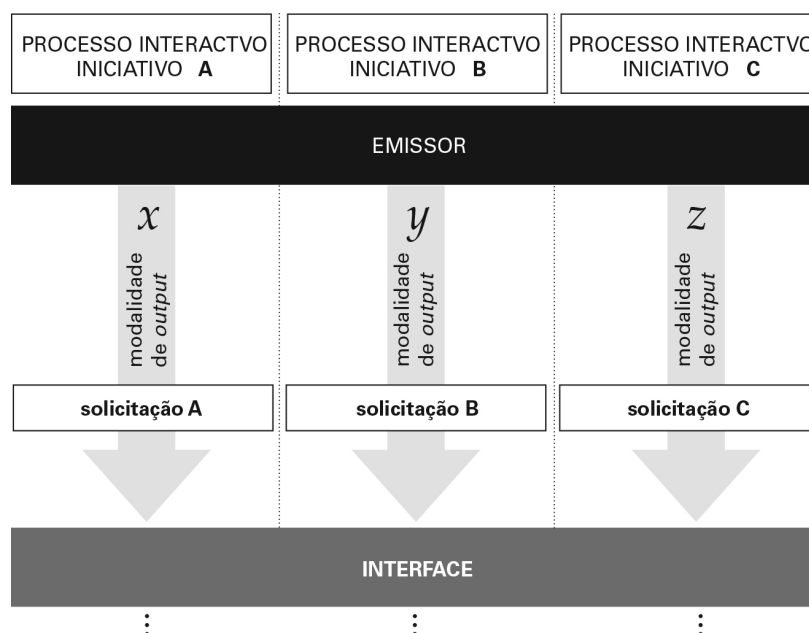 PROCESSO INTERACTVO
INICIATIVO A
PROCESSO INTERACTVO
INICIATIVO B
PROCESSO INTERACTVO
INICIATIVO C
EMISSOR
x
modalidade
de output
y
modalidade
de output
z
modalidade
de output
solicitação A
solicitação B
solicitação C
INTERFACE